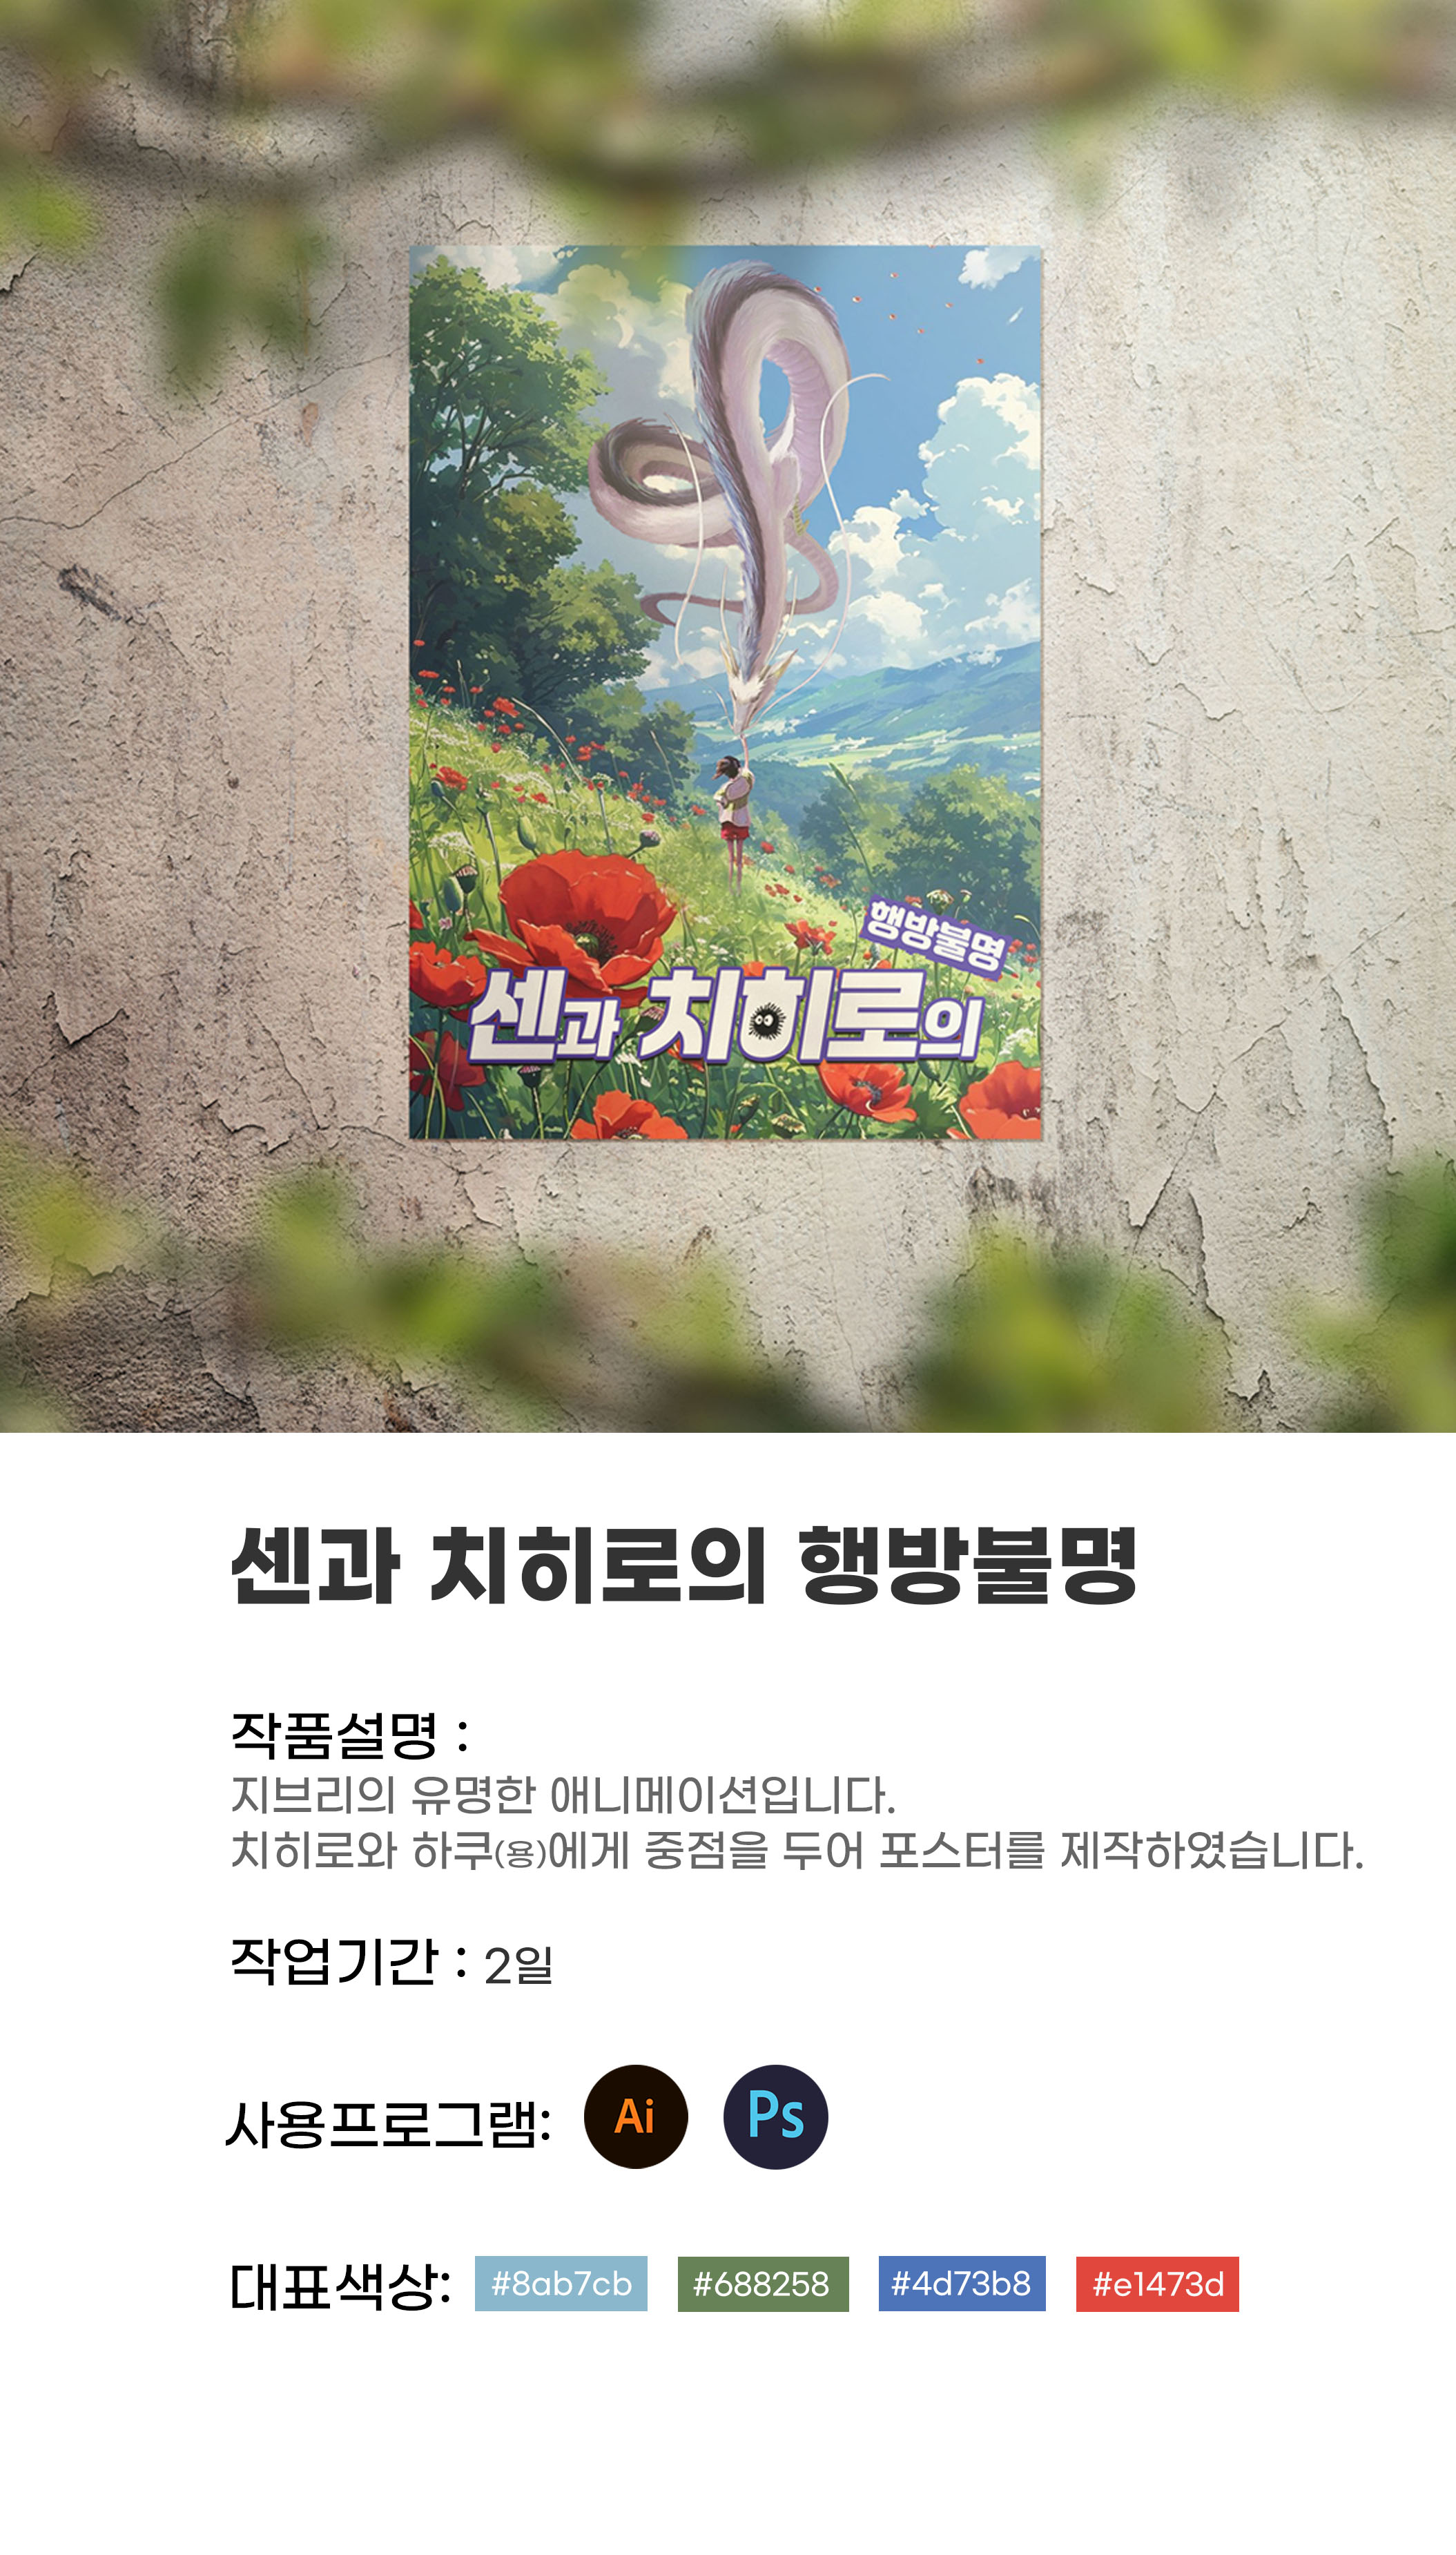 행방불명
센과 치히로의
센과 치히로의 행방불명
작품설명 :
지브리의 유명한 애니메이션입니다.
치히로와 하쿠(용)에게 중점을 두어 포스터를 제작하였습니다.
작업기간 : 2일
사용프로그램: Ai Ps
대표색상: #8ab7cb #688258 #4d73b8 #e1473d